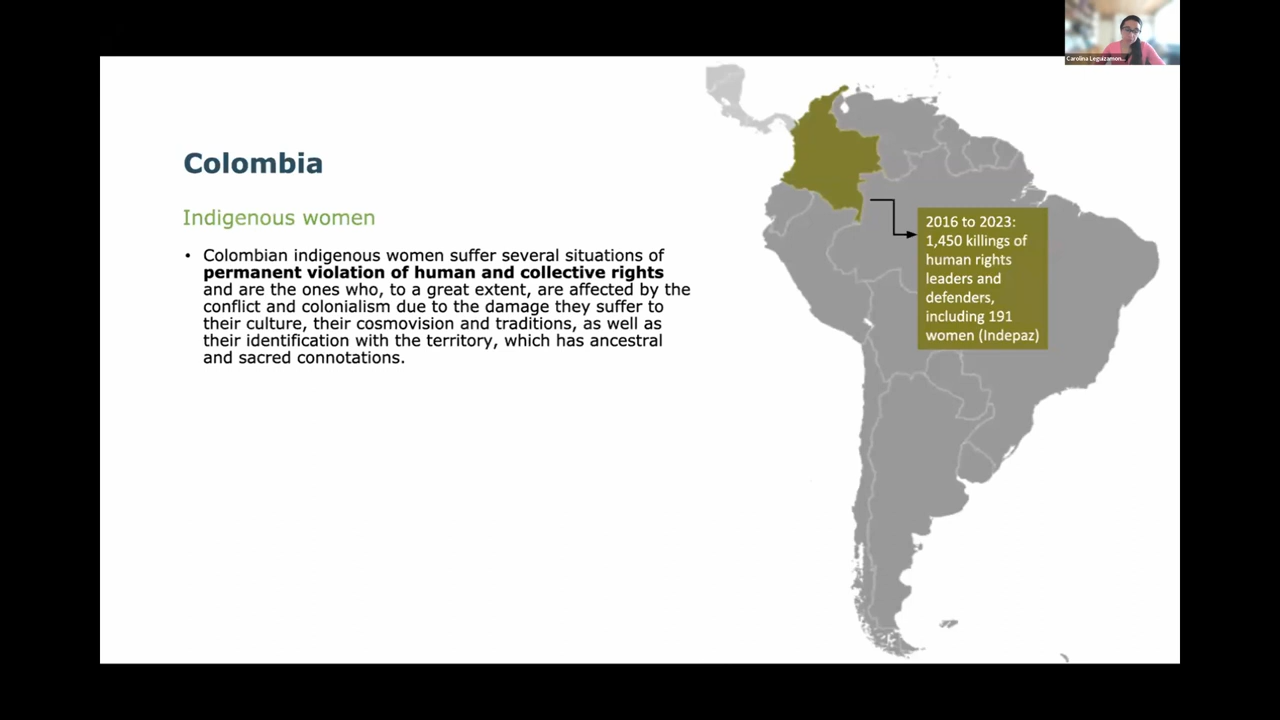 Carolina Leguizamon...
Colombia
Indigenous women
• Colombian indigenous women suffer several situations of
permanent violation of human and collective rights
and are the ones who, to a great extent, are affected by the
conflict and colonialism due to the damage they suffer to
their culture, their cosmovision and traditions, as well as
their identification with the territory, which has ancestral
and sacred connotations.
2016 to 2023:
1,450 killings of
human rights
leaders and
defenders,
including 191
women (Indepaz)